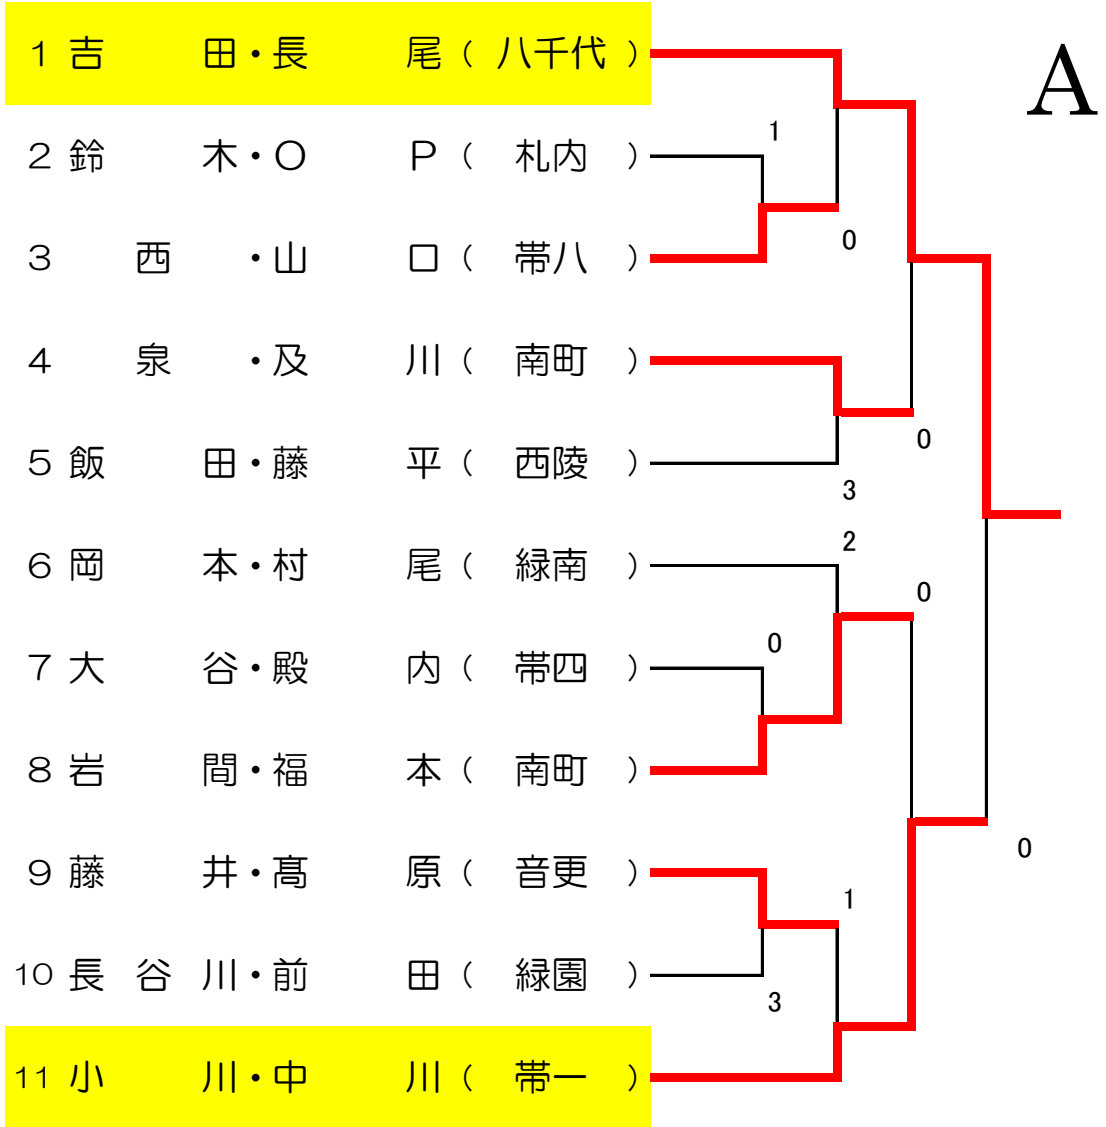 A
1 吉 田・長 尾 ( 八千代 )
2 鈴 木・O P ( 札内 )
1
3 西 ・山 口 ( 帯八 )
0
4 泉 ・及 川 ( 南町 )
0
5 飯 田・藤 平 ( 西陵 )
3
2
6 岡 本・村 尾 ( 緑南 )
0
7 大 谷・殿 内 ( 帯四 )
0
8 岩 間・福 本 ( 南町 )
0
9 藤 井・髙 原 ( 音更 )
1
10 長 谷 川・前 田 ( 緑園 )
3
11 小 川・中 川 ( 帯一 )